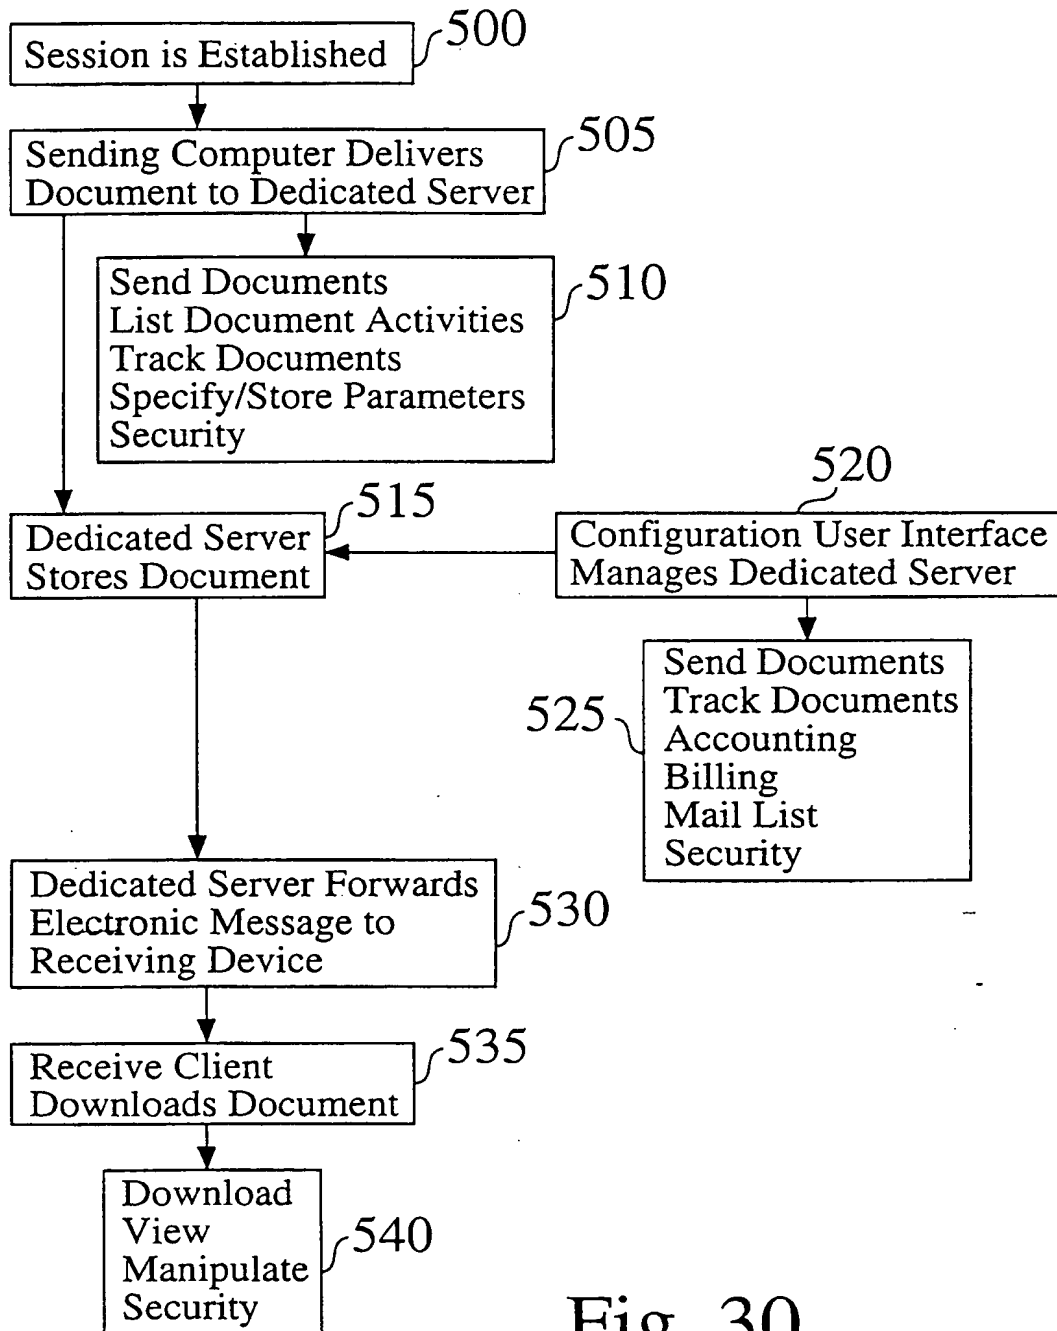 Session is Established
500
Sending Computer Delivers
Document to Dedicated Server
505
Send Documents
List Document Activities
Track Documents
Specify/Store Parameters
Security
510
Dedicated Server
Stores Document
515
520
Configuration User Interface
Manages Dedicated Server
525
Send Documents
Track Documents
Accounting
Billing
Mail List
Security
Dedicated Server Forwards
Electronic Message to
Receiving Device
530
Receive Client
Downloads Document
535
Download
View
Manipulate
Security
540
Fig. 30